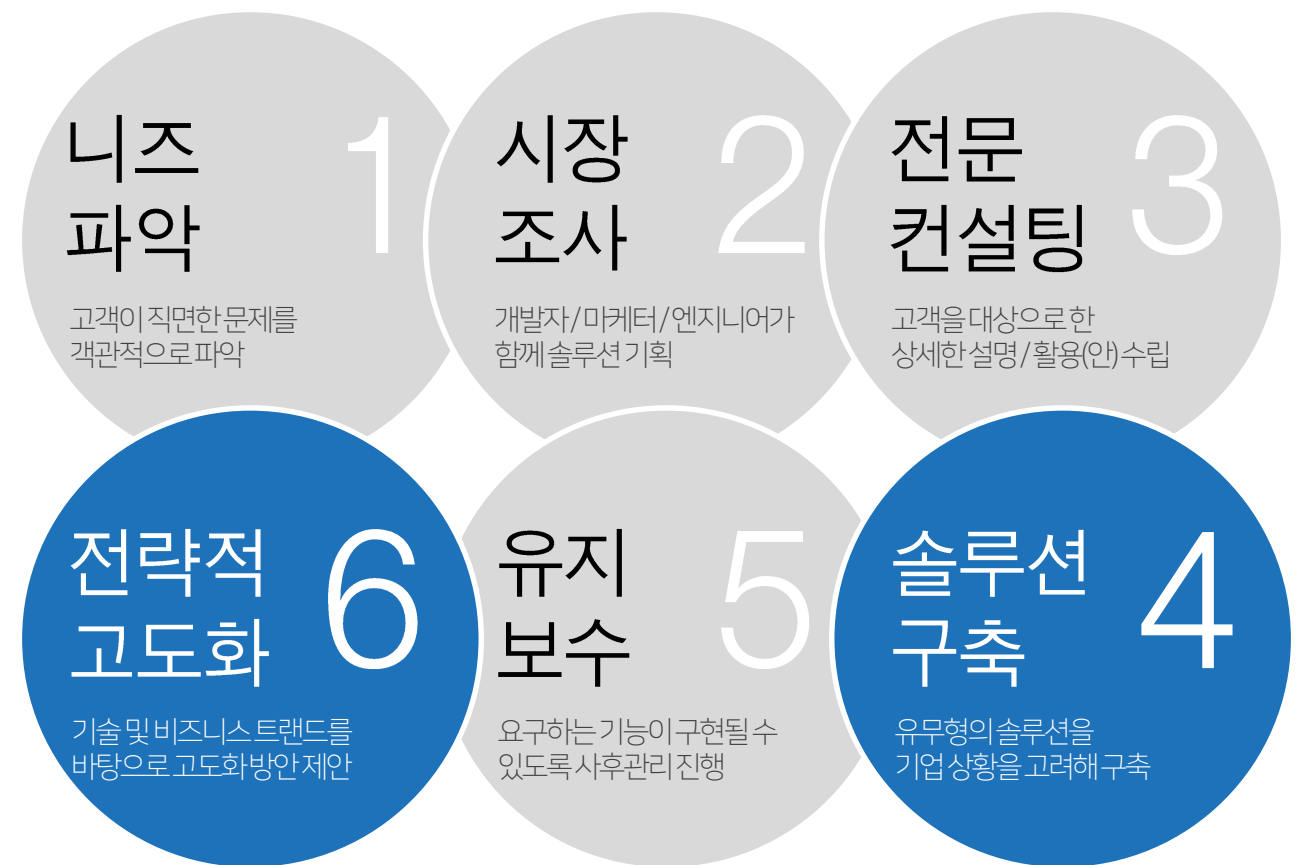 니즈
파악
1
고객이 직면한 문제를
객관적으로 파악
시장
조사
2
개발자 / 마케터 / 엔지니어가
함께 솔루션 기획
전문
컨설팅
3
고객을 대상으로 한
상세한 설명 / 활용(안) 수립
전략적
고도화
6
기술 및 비즈니스 트랜드를
바탕으로 고도화 방안 제안
유지
보수
5
요구하는 기능이 구현될 수
있도록 사후관리 진행
솔루션
구축
4
유무형의 솔루션을
기업 상황을 고려해 구축